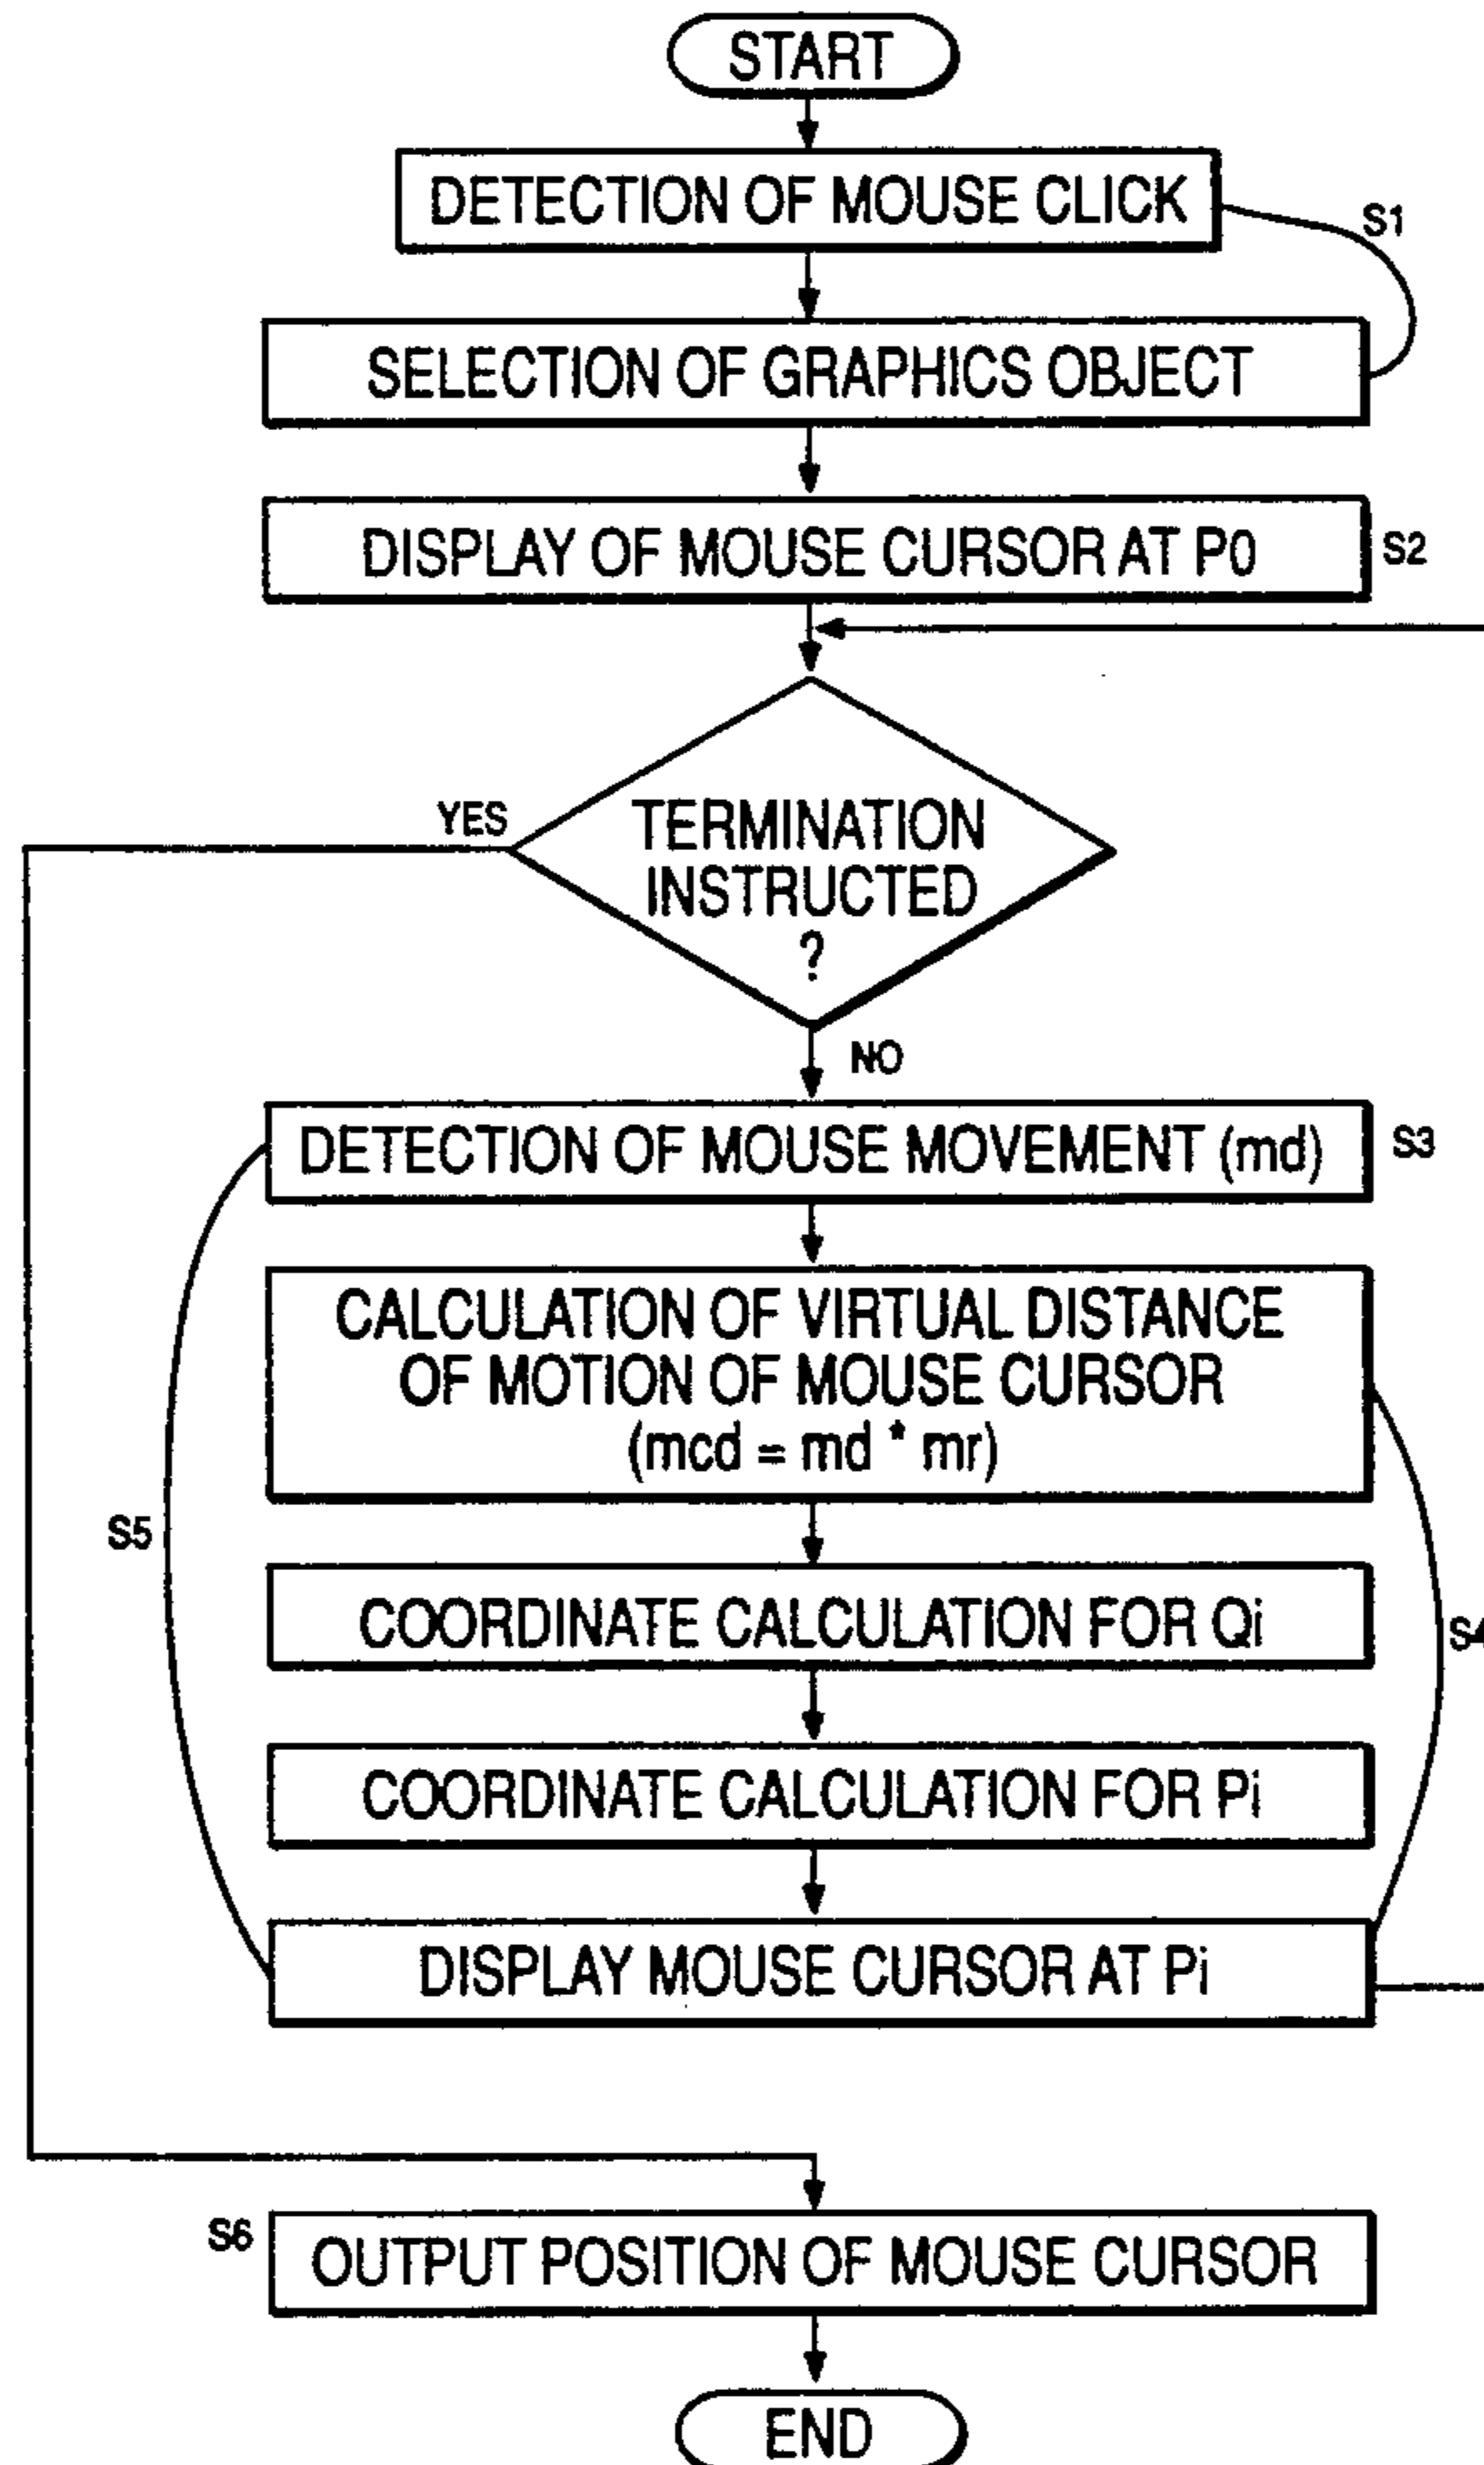 START
DETECTION OF MOUSE CLICK
S1
SELECTION OF GRAPHICS OBJECT
DISPLAY OF MOUSE CURSOR AT P0
S2
YES
TERMINATION
INSTRUCTED
?
NO
DETECTION OF MOUSE MOVEMENT (md)
S3
CALCULATION OF VIRTUAL DISTANCE
OF MOTION OF MOUSE CURSOR
(mcd = md * mr)
S5
COORDINATE CALCULATION FOR Qi
S4
COORDINATE CALCULATION FOR Pi
DISPLAY MOUSE CURSOR AT Pi
S6
OUTPUT POSITION OF MOUSE CURSOR
END